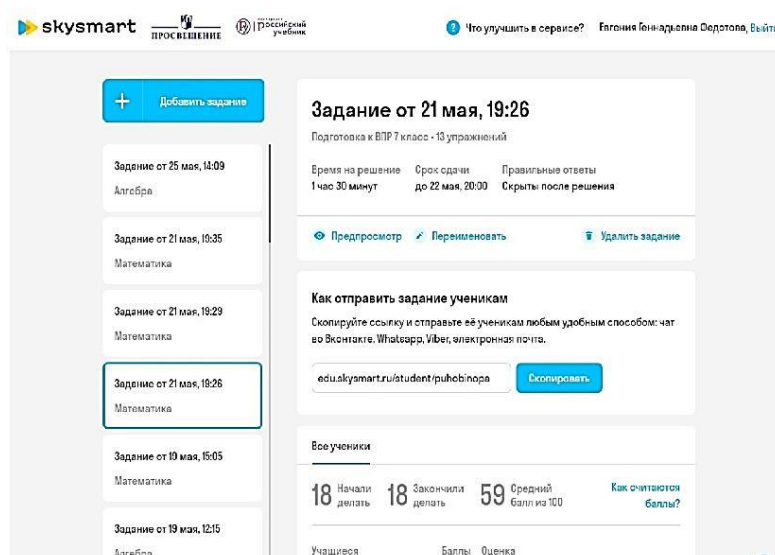 skysmart
ПРОСВЕЩЕНИЕ
российский
учебник
? Что улучшить в сервисе?
Евгения Геннадьевна Федотова, Выйти
+ Добавить задание
Задание от 25 мая, 14:09
Алгебра
Задание от 21 мая, 19:35
Математика
Задание от 21 мая, 19:29
Математика
Задание от 21 мая, 19:26
Математика
Задание от 19 мая, 15:05
Математика
Задание от 19 мая, 12:15
Алгебра
Задание от 21 мая, 19:26
Подготовка к ВПР 7 класс • 13 упражнений
Время на решение Срок сдачи Правильные ответы
1 час 30 минут до 22 мая, 20:00 Скрыты после решения
Предпросмотр Переименовать Удалить задание
Как отправить задание ученикам
Скопируйте ссылку и отправьте её ученикам любым удобным способом: чат
во Вконтакте, Whatsapp, Viber, электронная почта.
edu.skysmart.ru/student/puhobinopa Скопировать
Все ученики
18 Начали делать 18 Закончили делать 59 Средний балл из 100 Как считаются баллы?
Учащиеся Баллы Оценка